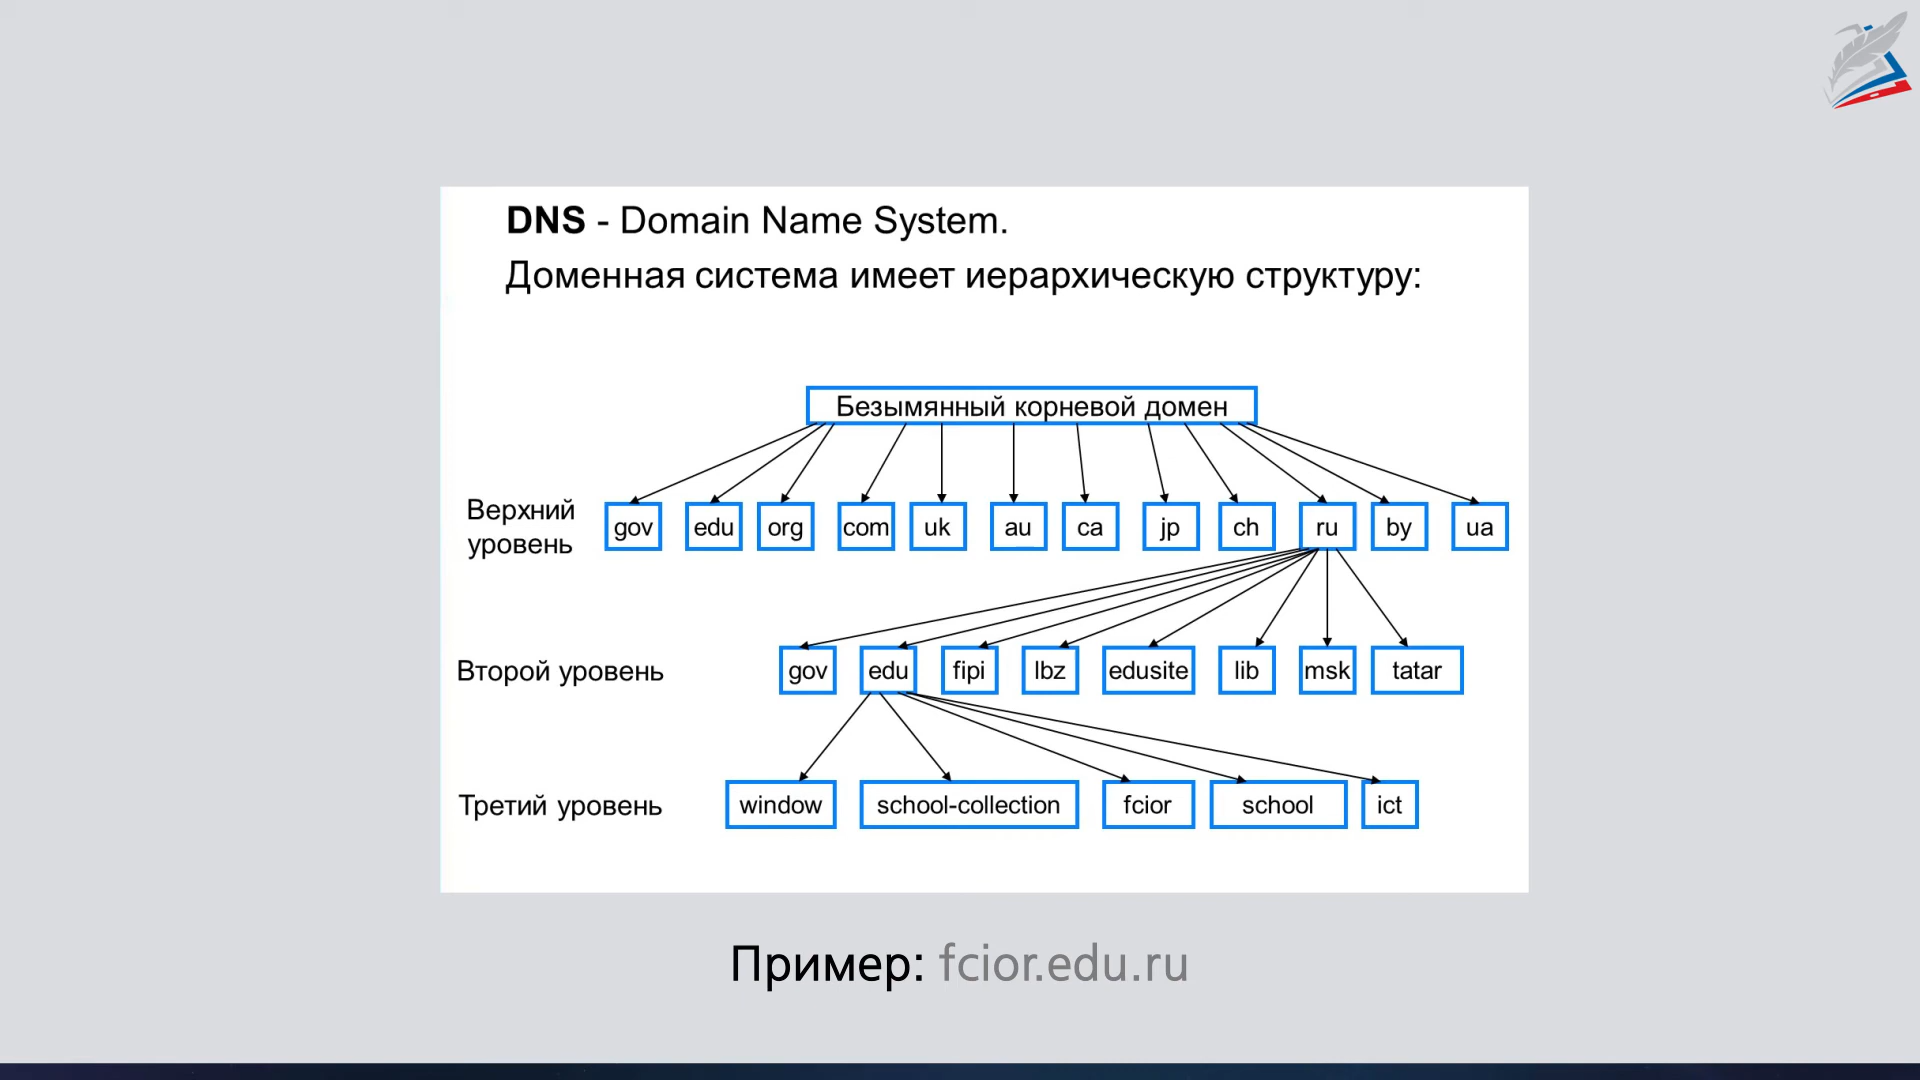 DNS - Domain Name System.
Доменная система имеет иерархическую структуру:
Безымянный корневой домен
Верхний уровень
gov edu org com uk au ca jp ch ru by ua
Второй уровень
gov edu fipi lbz edusite lib msk tatar
Третий уровень
window school-collection fcior school ict
Пример: fcior.edu.ru